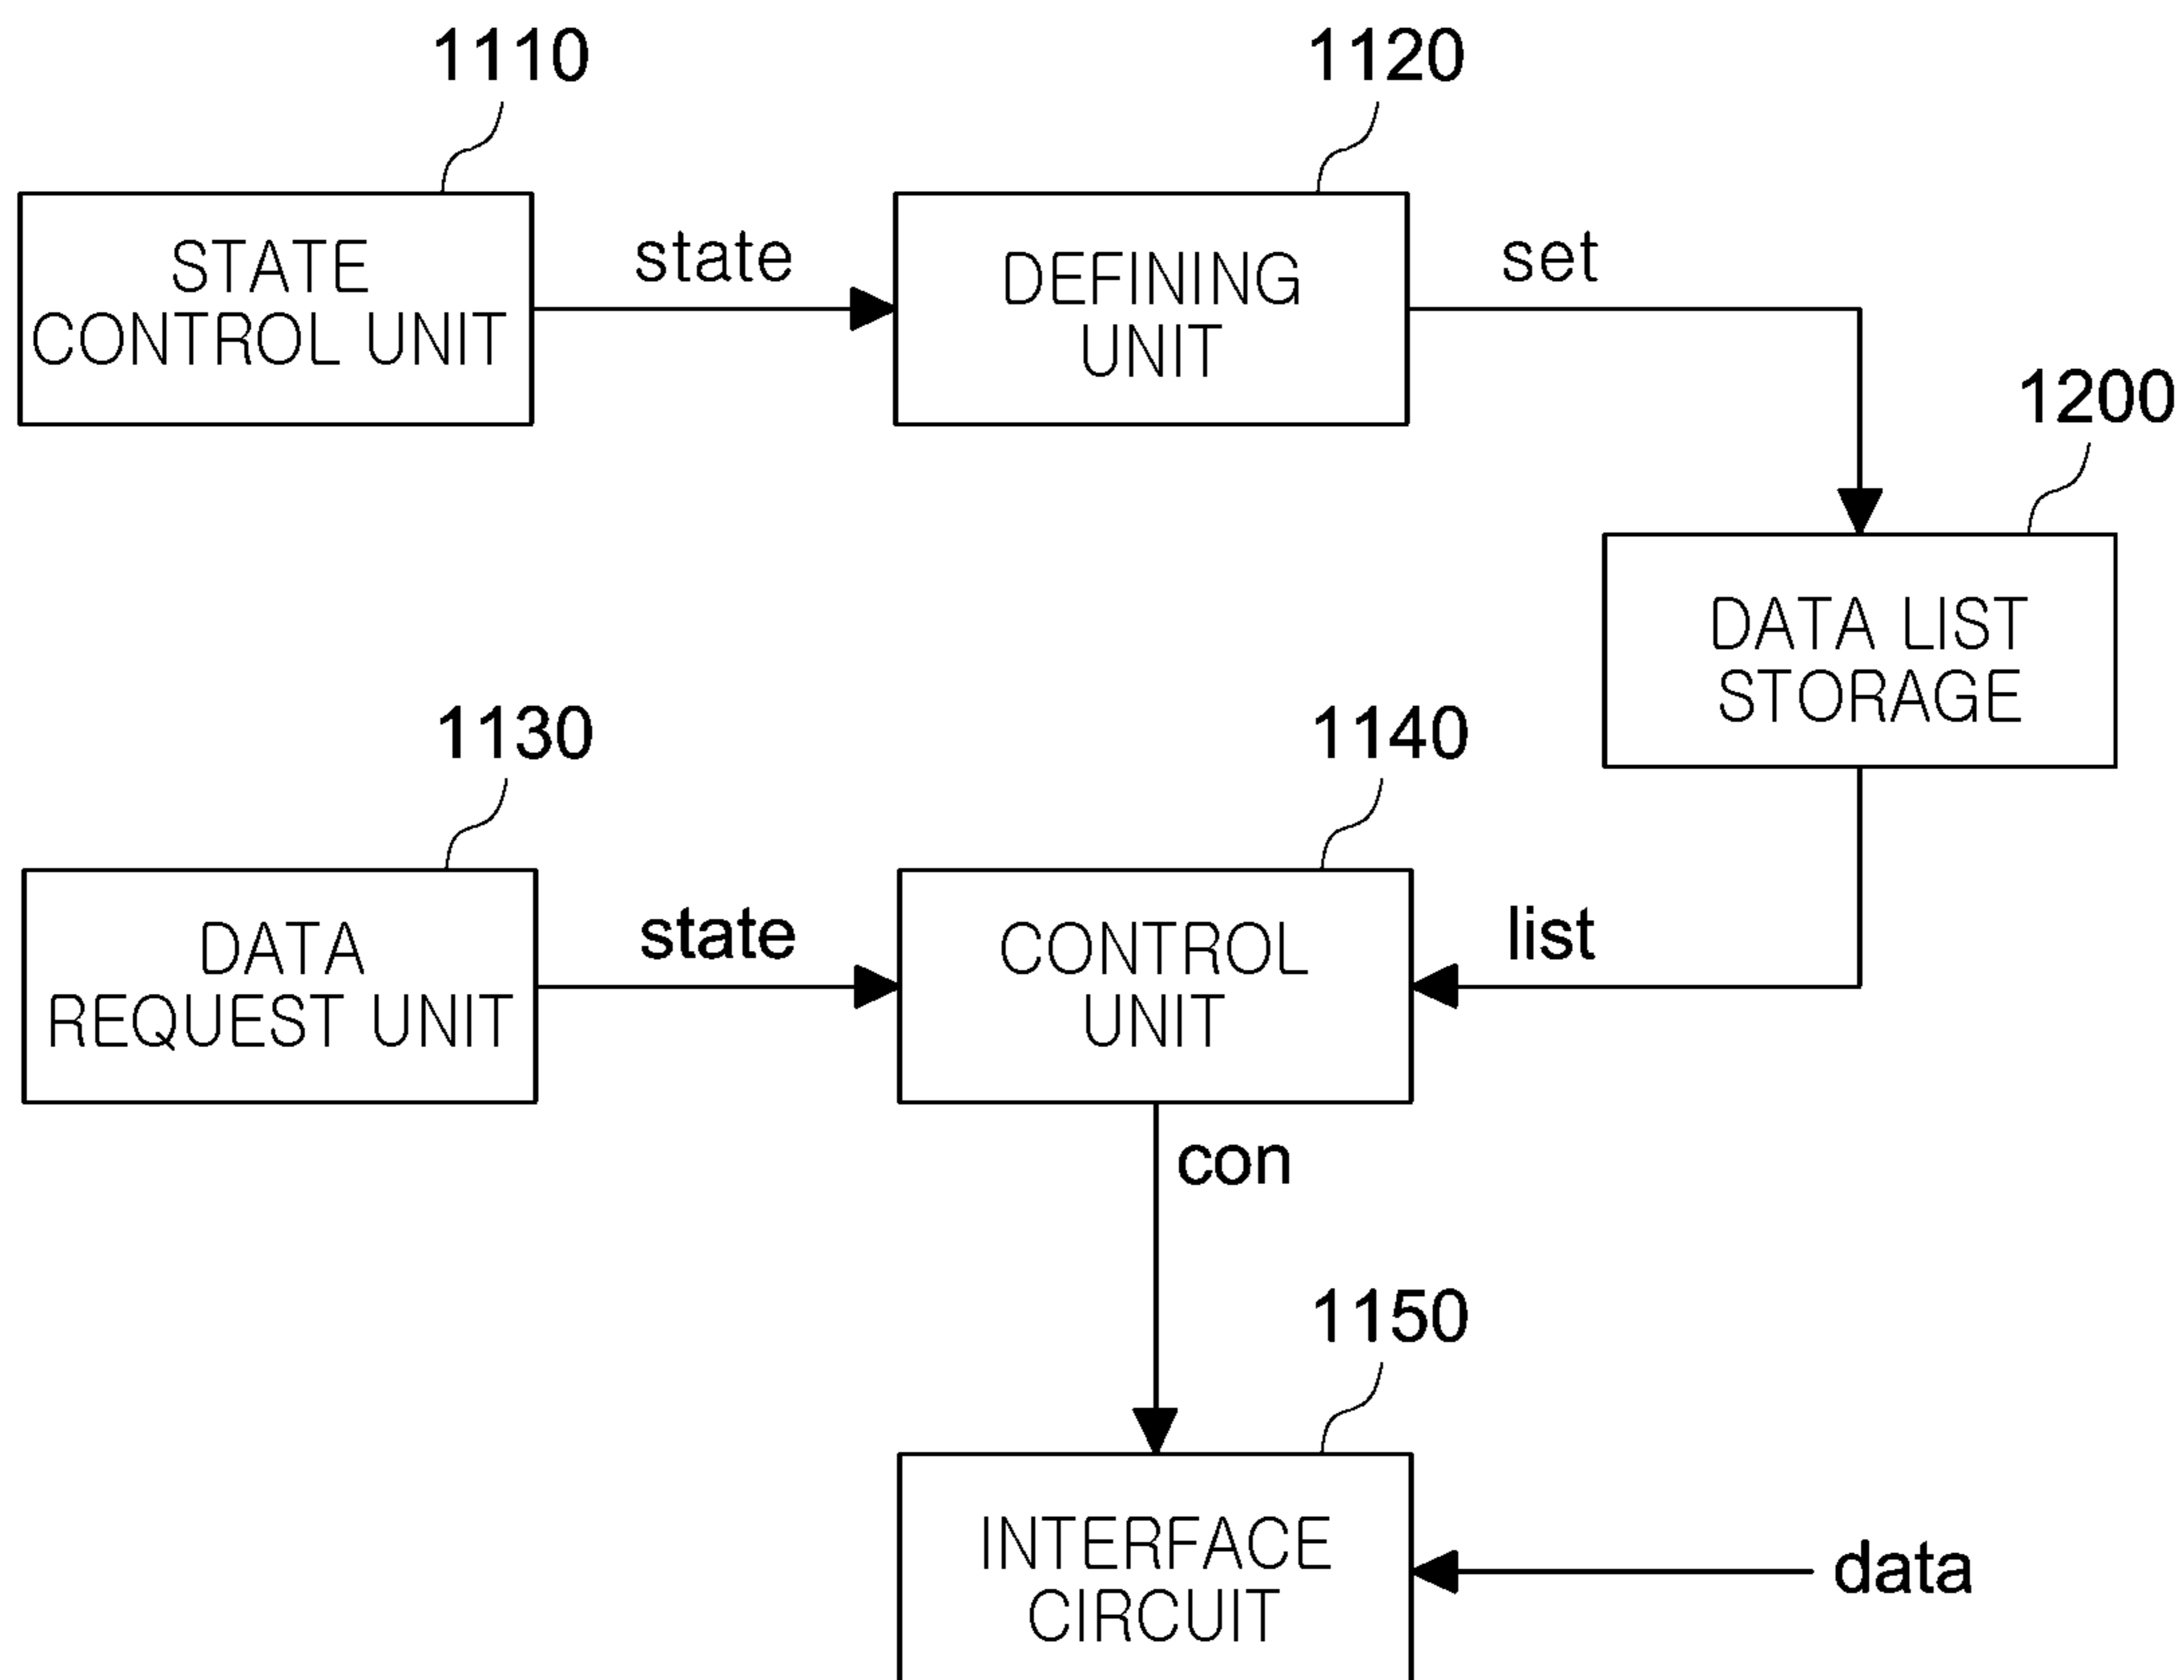 1110
1120
STATE
CONTROL UNIT
state
DEFINING
UNIT
set
1200
DATA LIST
STORAGE
1130
1140
DATA
REQUEST UNIT
state
CONTROL
UNIT
list
con
1150
INTERFACE
CIRCUIT
data